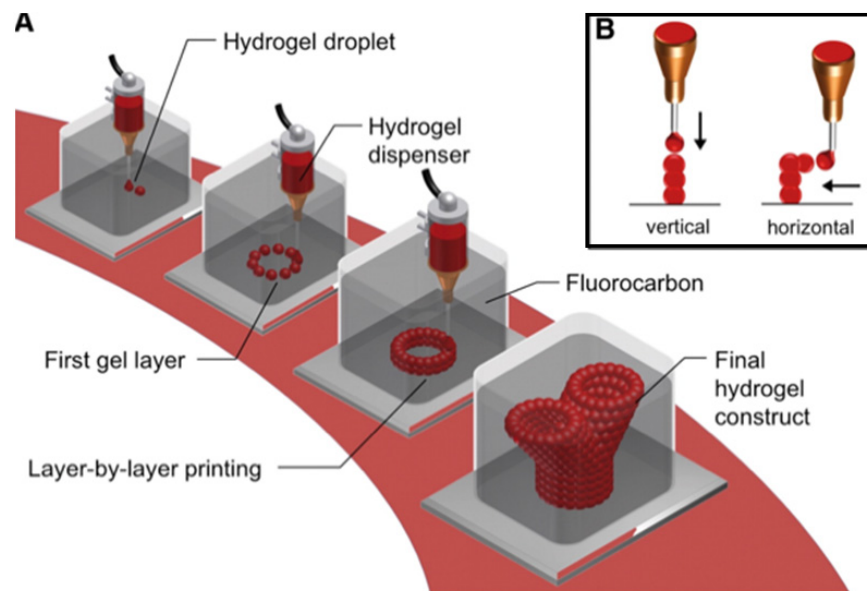 A
Hydrogel droplet
Hydrogel
dispenser
Fluorocarbon
First gel layer
Final
hydrogel
construct
Layer-by-layer printing
B
vertical
horizontal